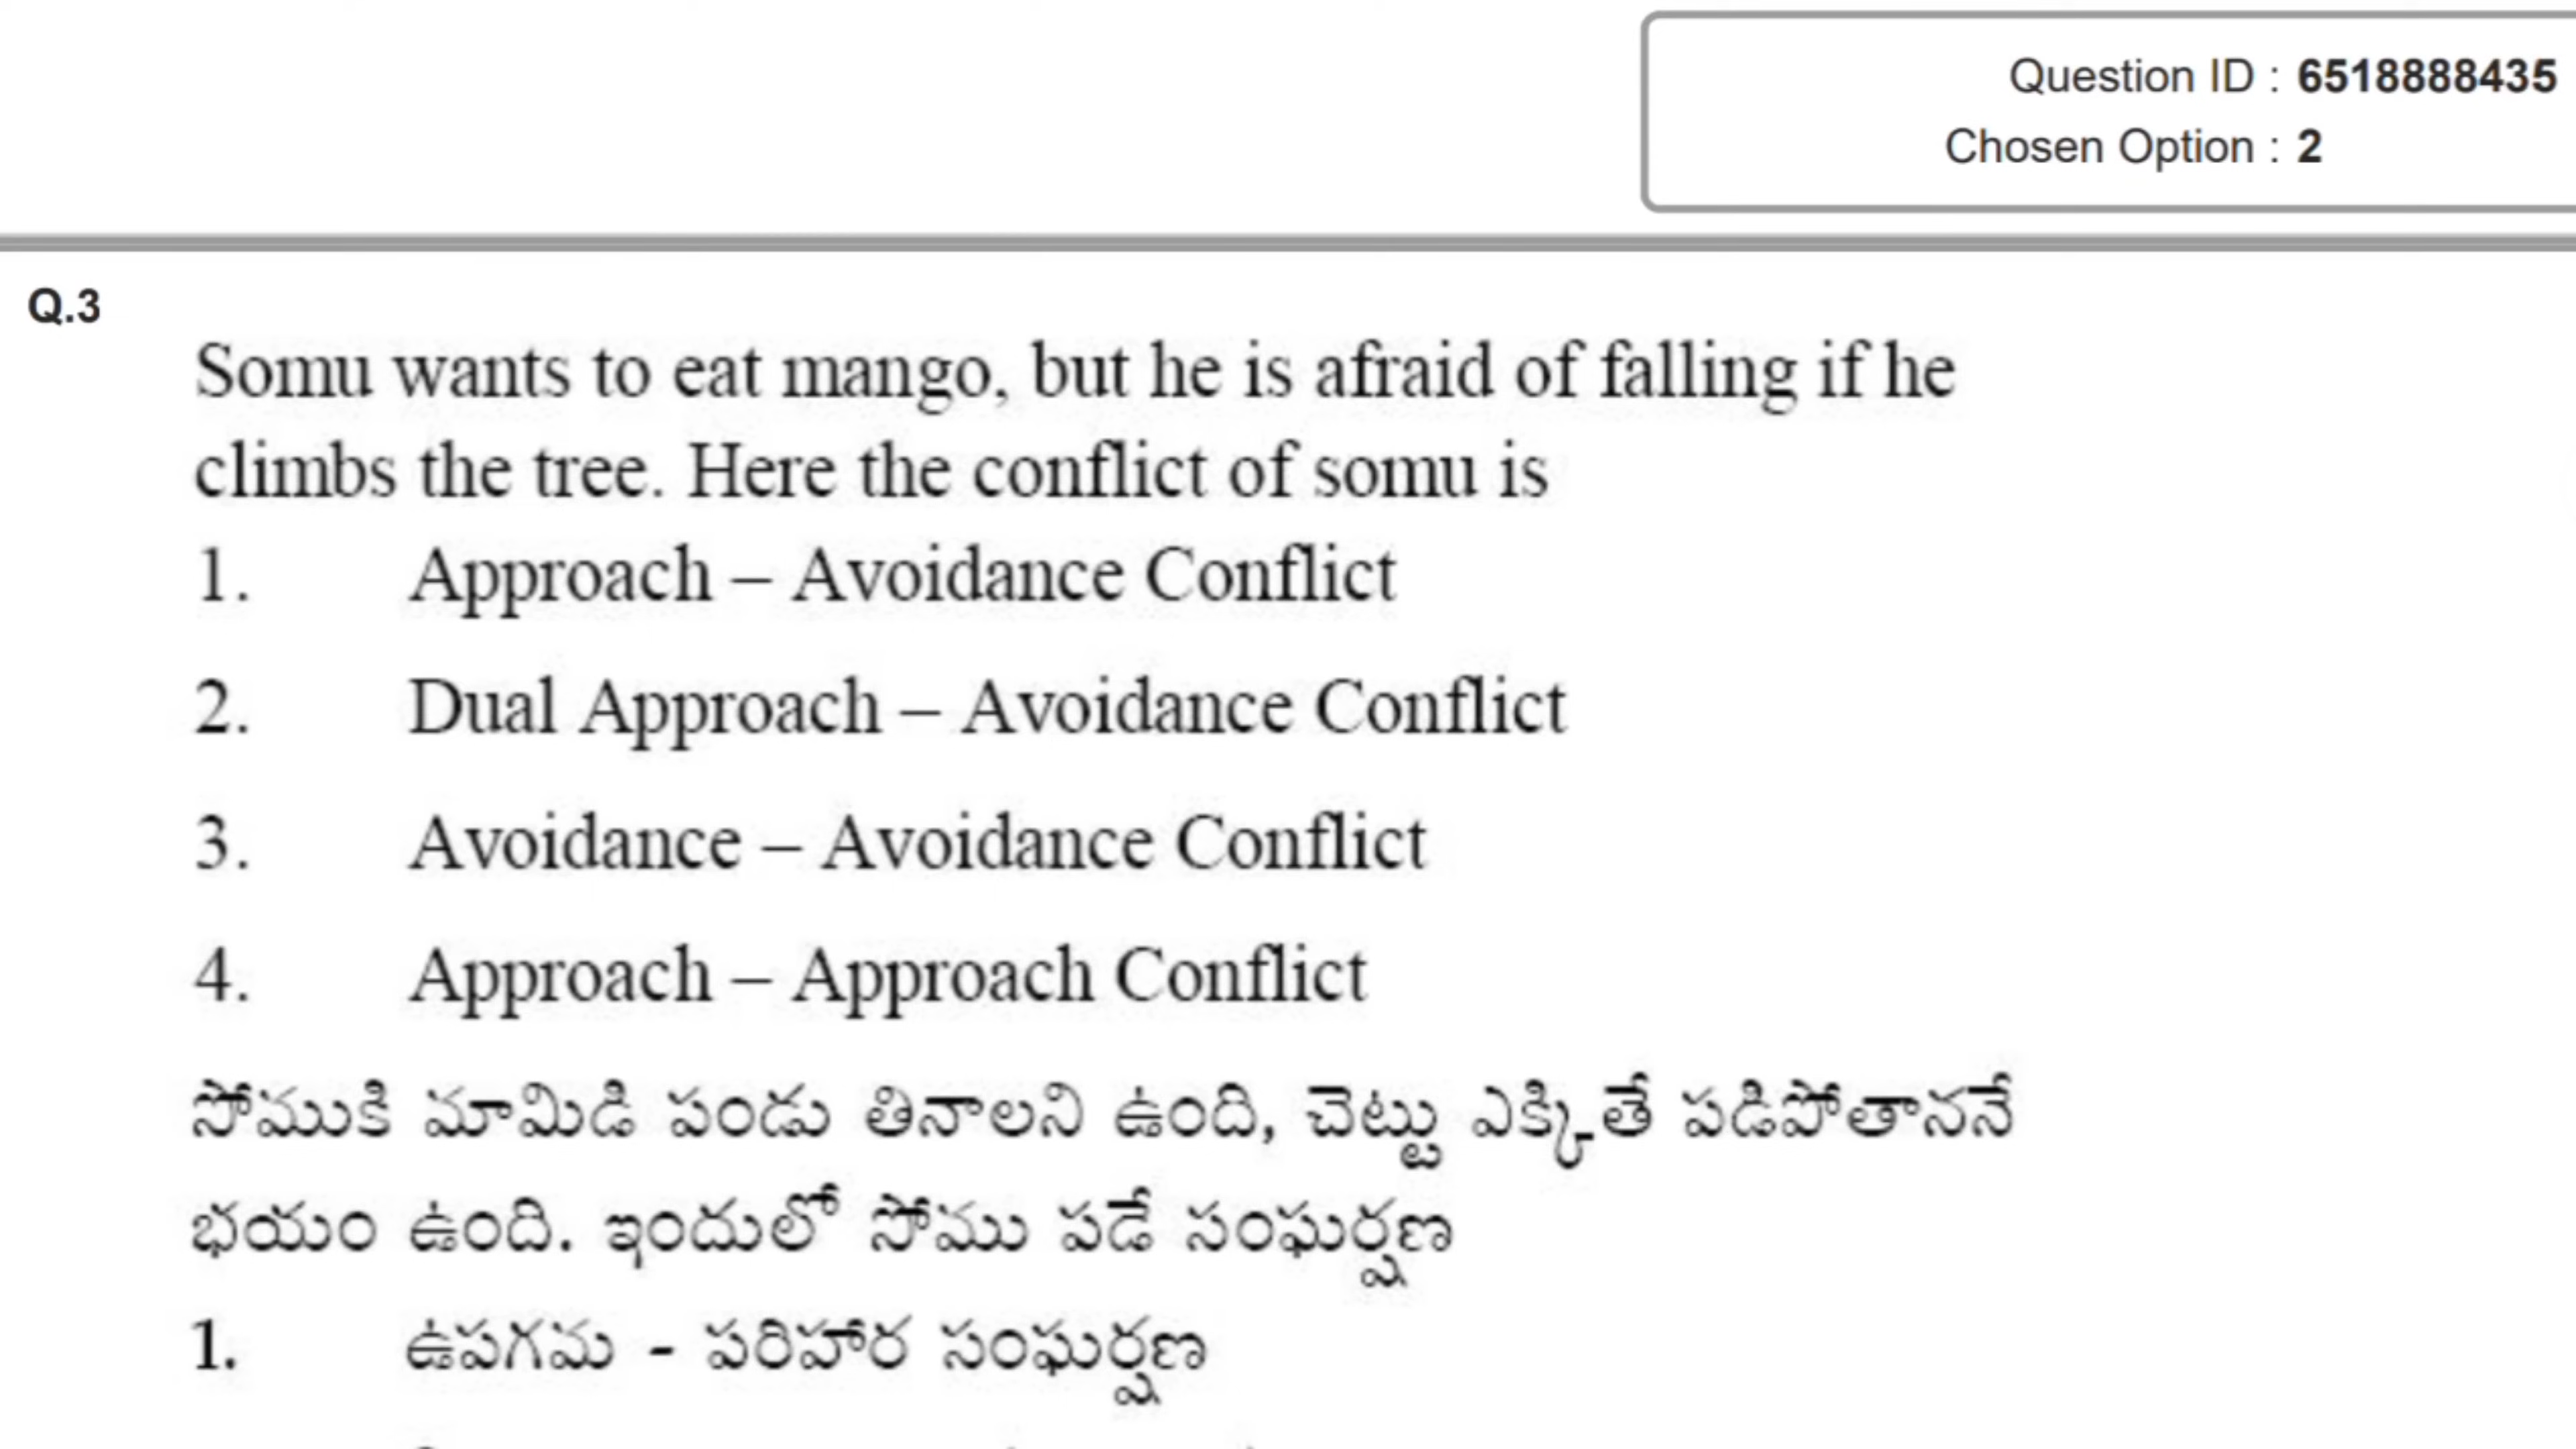 Question ID : 6518888435
Chosen Option : 2
Q.3
Somu wants to eat mango, but he is afraid of falling if he
climbs the tree. Here the conflict of somu is
1. Approach – Avoidance Conflict
2. Dual Approach – Avoidance Conflict
3. Avoidance – Avoidance Conflict
4. Approach – Approach Conflict
సోముకి మామిడి పండు తినాలని ఉంది, చెట్టు ఎక్కితే పడిపోతాననే
భయం ఉంది. ఇందులో సోము పడే సంఘర్షణ
1. ఉపగమ - పరిహార సంఘర్షణ